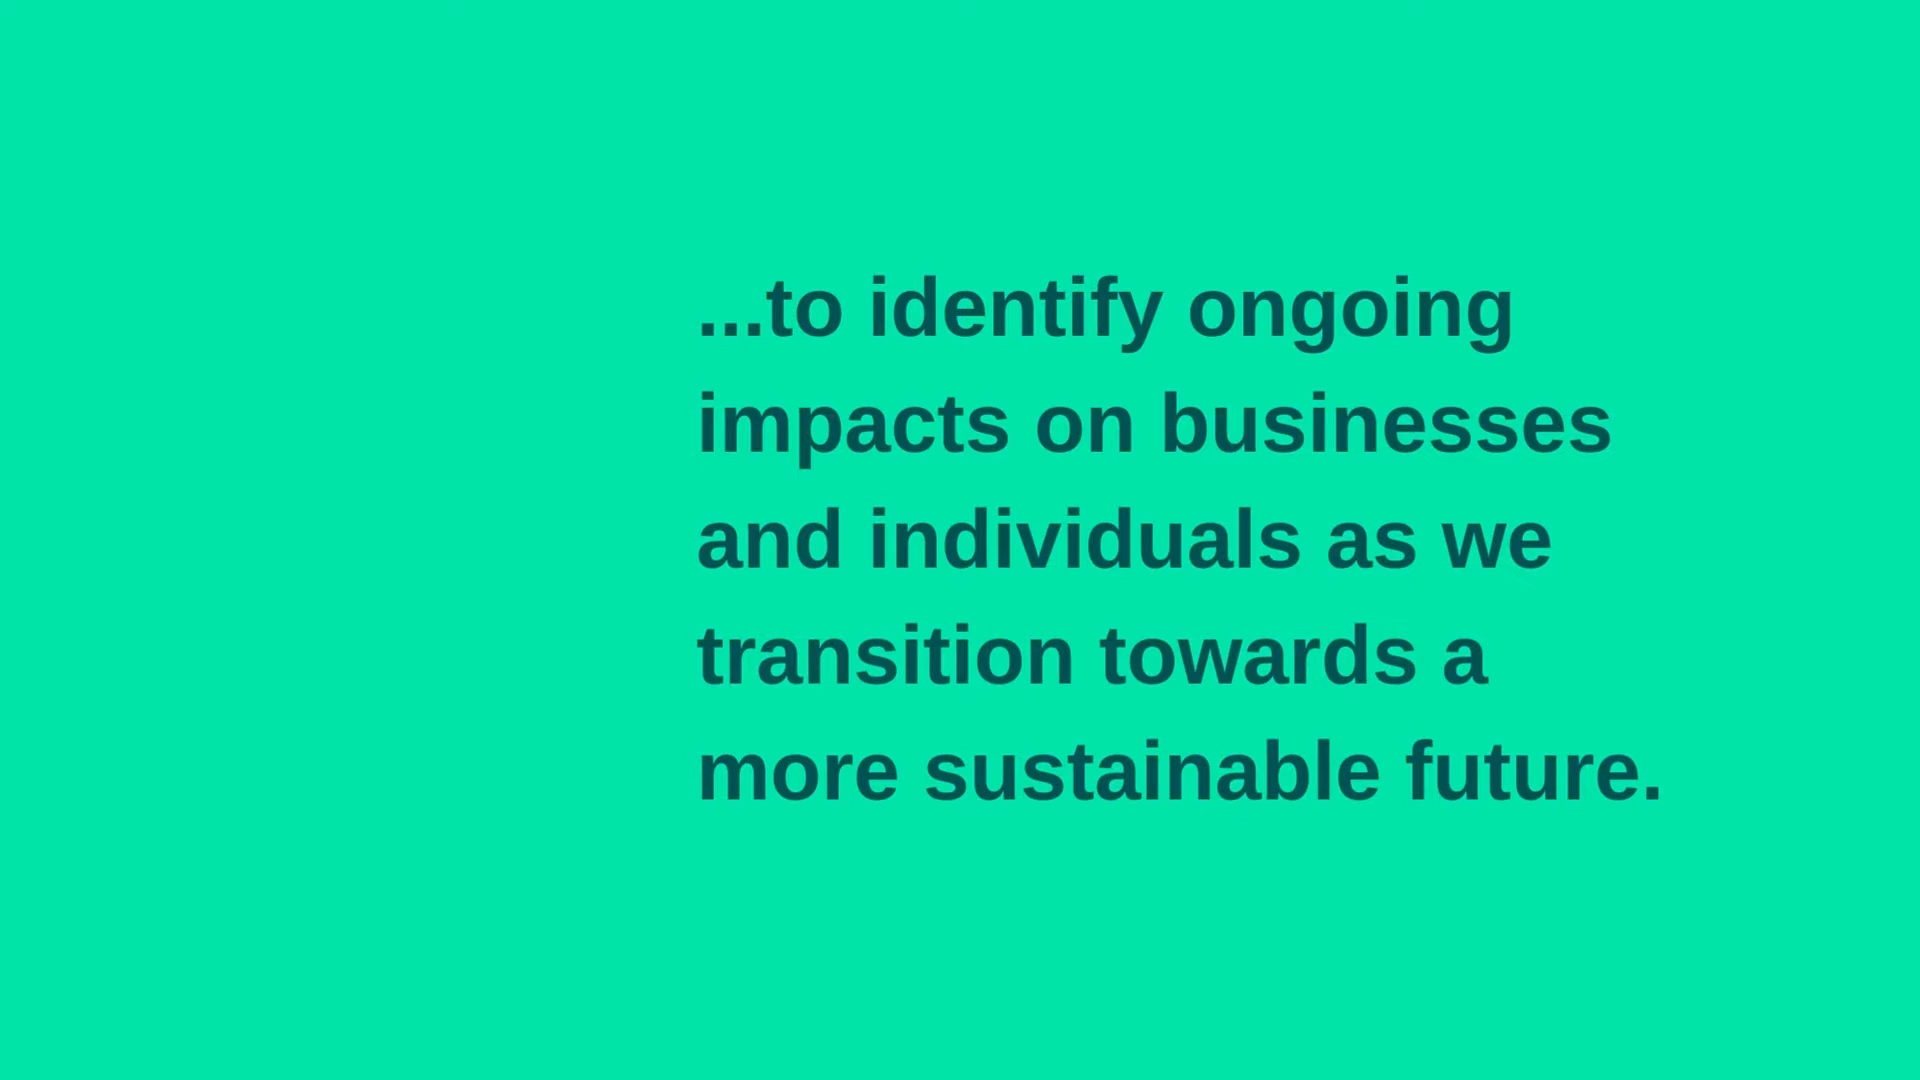 ...to identify ongoing
impacts on businesses
and individuals as we
transition towards a
more sustainable future.